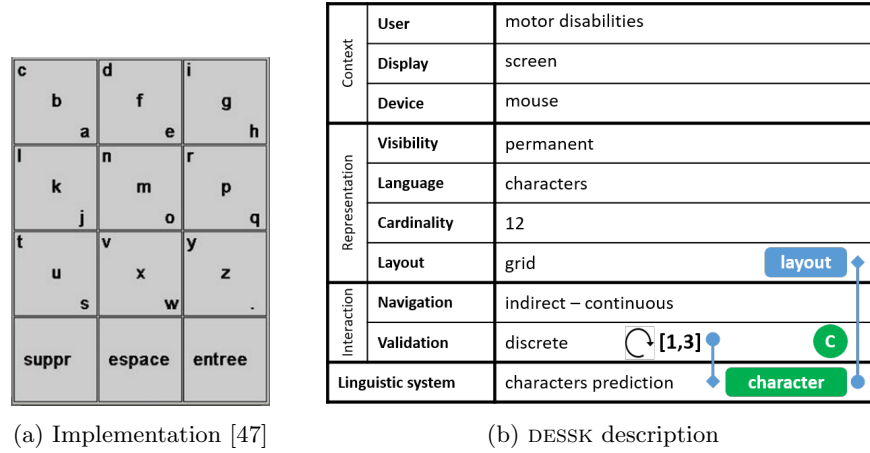 c d i
b f g
a e h
l n r
k m p
j o q
t v y
u x z
s w .
suppr espace entree
(a) Implementation [47]
Context
User motor disabilities
Display screen
Device mouse
Representation
Visibility permanent
Language characters
Cardinality 12
Layout grid layout
Interaction
Navigation indirect – continuous
Validation discrete [1,3] C
Linguistic system characters prediction character
(b) DESSK description